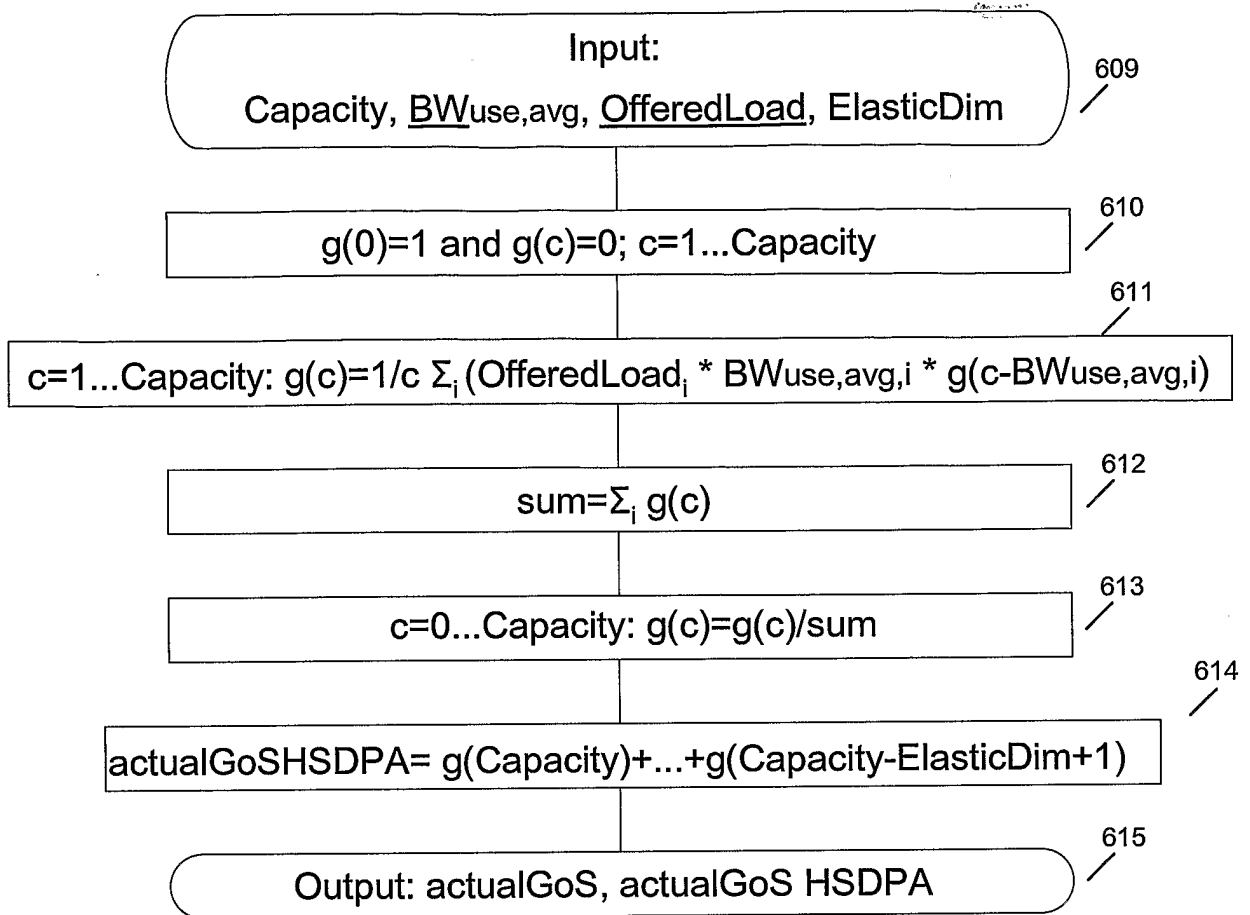 Input:
Capacity, BWuse,avg, OfferedLoad, ElasticDim
609
610
g(0)=1 and g(c)=0; c=1...Capacity
611
c=1...Capacity: g(c)=1/c Σi (OfferedLoadi * BWuse,avg,i * g(c-BWuse,avg,i)
612
sum=Σi g(c)
613
c=0...Capacity: g(c)=g(c)/sum
614
actualGoSHSDPA= g(Capacity)+...+g(Capacity-ElasticDim+1)
615
Output: actualGoS, actualGoS HSDPA